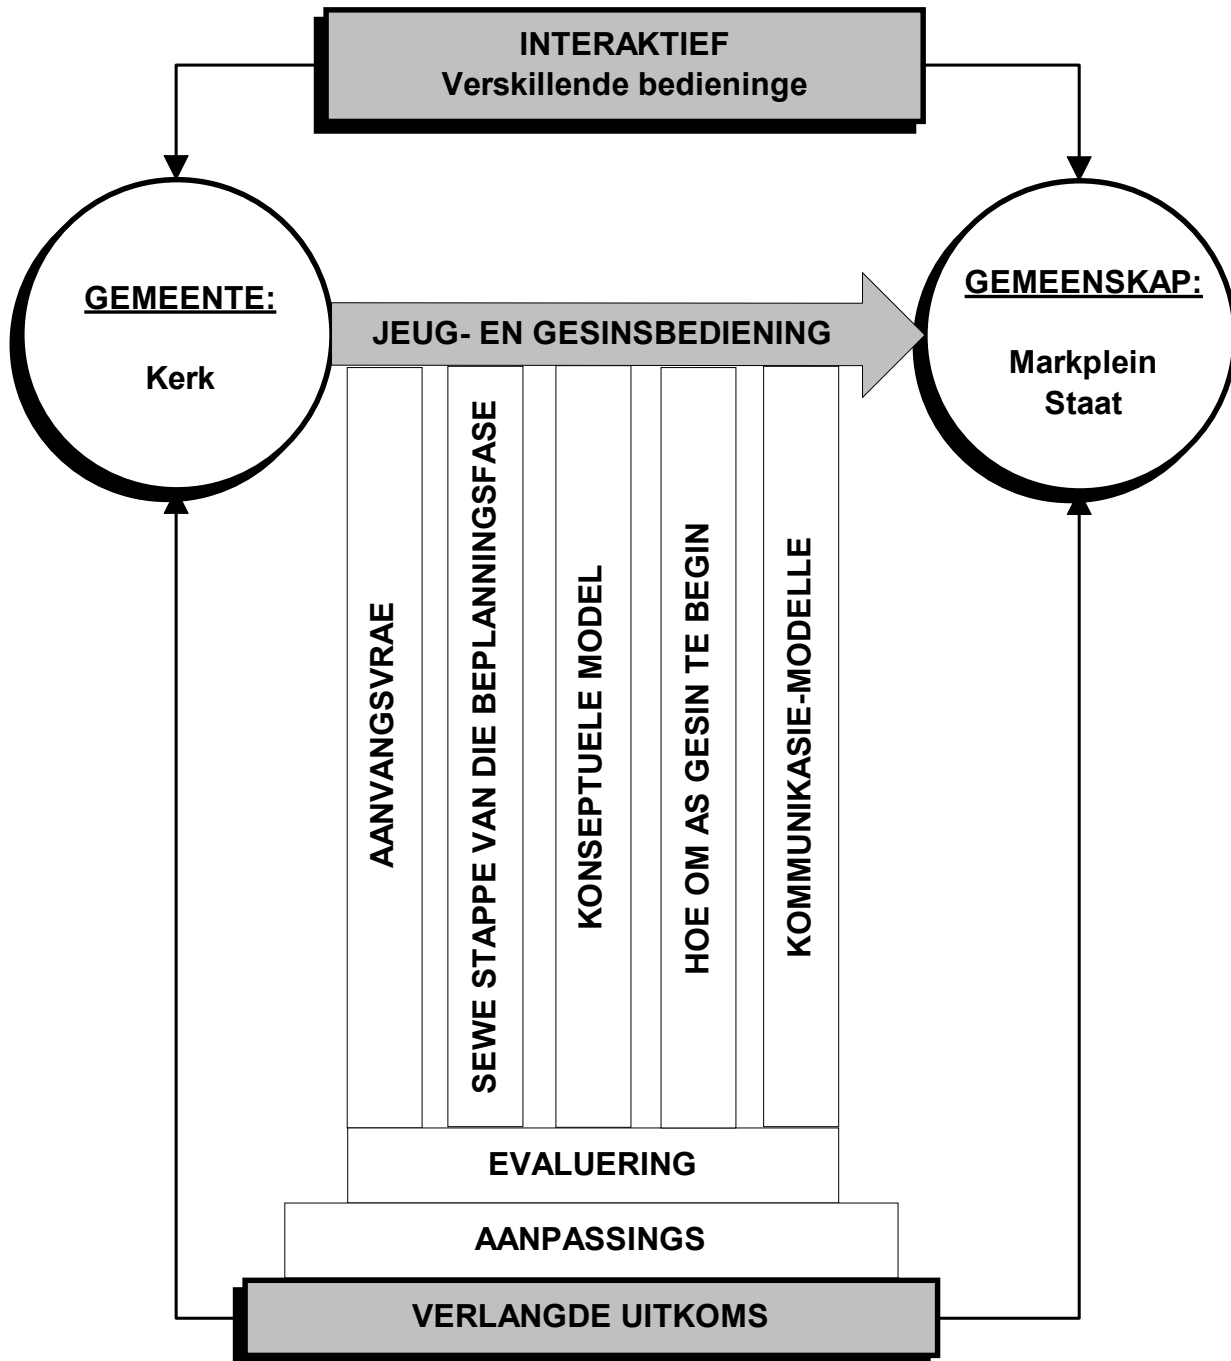 INTERAKTIEF
Verskillende bedieninge
GEMEENTE:
Kerk
JEUG- EN GESINSBEDIENING
GEMEENSKAP:
Markplein
Staat
AANVANGSVRAE
SEWE STAPPE VAN DIE BEPLANNINGSFASE
KONSEPTUELE MODEL
HOE OM AS GESIN TE BEGIN
KOMMUNIKASIE-MODELLE
EVALUERING
AANPASSINGS
VERLANGDE UITKOMS